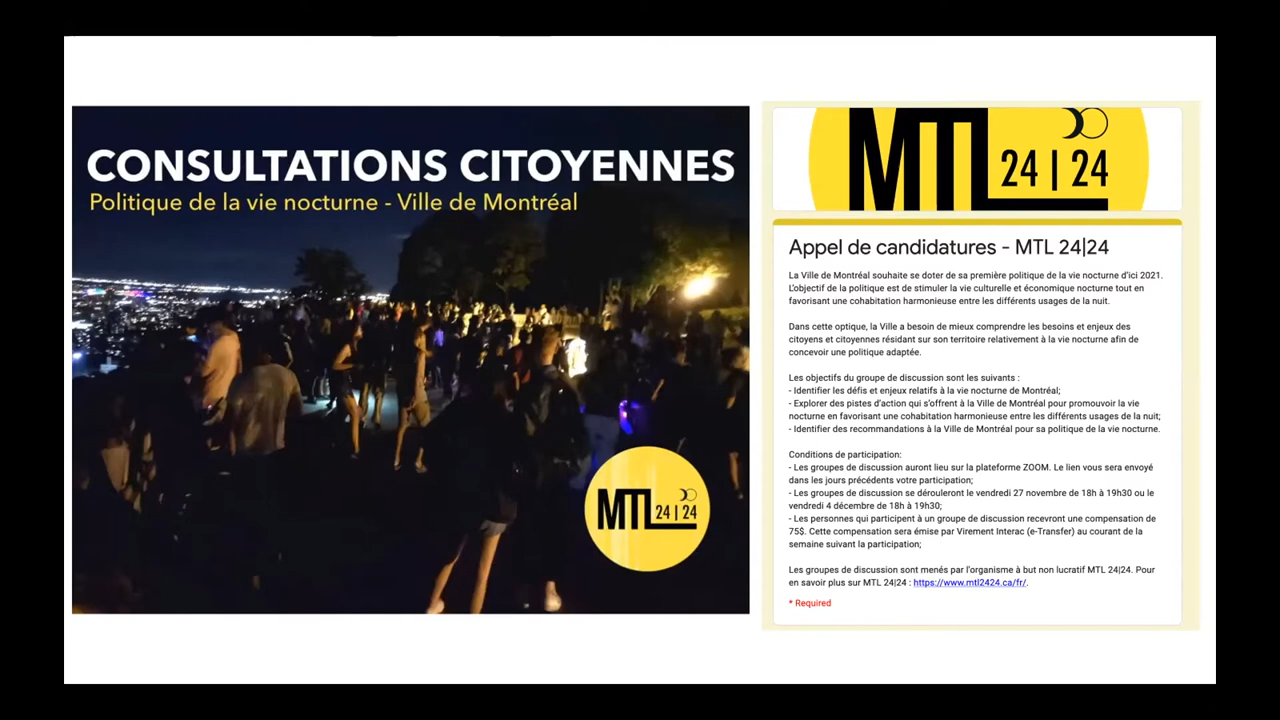 CONSULTATIONS CITOYENNES
Politique de la vie nocturne - Ville de Montréal
MTL 24 | 24
MTL 24 | 24
Appel de candidatures - MTL 24|24
La Ville de Montréal souhaite se doter de sa première politique de la vie nocturne d'ici 2021.
L'objectif de la politique est de stimuler la vie culturelle et économique nocturne tout en
favorisant une cohabitation harmonieuse entre les différents usages de la nuit.
Dans cette optique, la Ville a besoin de mieux comprendre les besoins et enjeux des
citoyens et citoyennes résidant sur son territoire relativement à la vie nocturne afin de
concevoir une politique adaptée.
Les objectifs du groupe de discussion sont les suivants :
- Identifier les défis et enjeux relatifs à la vie nocturne de Montréal;
- Explorer des pistes d'action qui s'offrent à la Ville de Montréal pour promouvoir la vie
nocturne en favorisant une cohabitation harmonieuse entre les différents usages de la nuit;
- Identifier des recommandations à la Ville de Montréal pour sa politique de la vie nocturne.
Conditions de participation:
- Les groupes de discussion auront lieu sur la plateforme ZOOM. Le lien vous sera envoyé
dans les jours précédents votre participation;
- Les groupes de discussion se dérouleront le vendredi 27 novembre de 18h à 19h30 ou le
vendredi 4 décembre de 18h à 19h30;
- Les personnes qui participent à un groupe de discussion recevront une compensation de
75$. Cette compensation sera émise par Virement Interac (e-Transfer) au courant de la
semaine suivant la participation;
Les groupes de discussion sont menés par l'organisme à but non lucratif MTL 24|24. Pour
en savoir plus sur MTL 24|24 : https://www.mtl2424.ca/fr/.
* Required